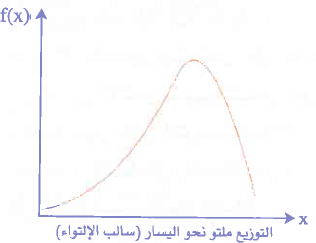 f(x)
x
التوزيع ملتو نحو اليسار (سالب الإلتواء)